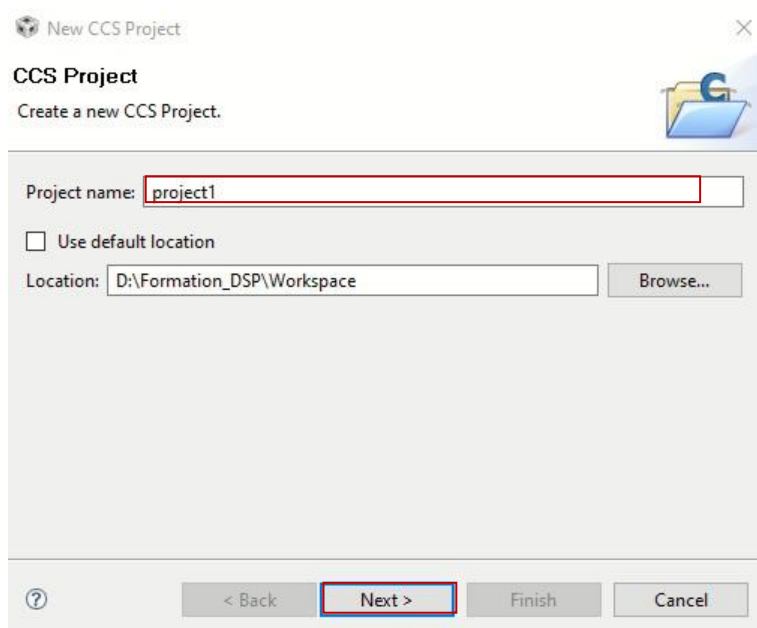 New CCS Project
CCS Project
Create a new CCS Project.
Project name: project1
Use default location
Location: D:\Formation_DSP\Workspace Browse...
? < Back Next > Finish Cancel